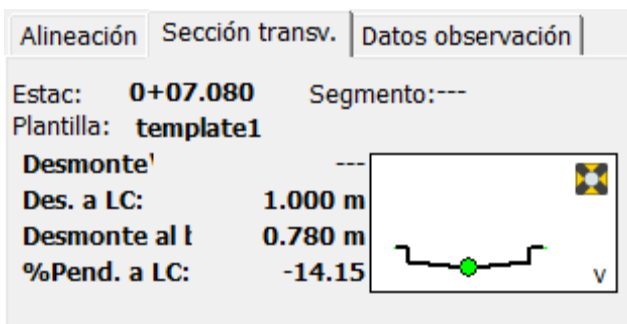 Alineación Sección transv. Datos observación
Estac: 0+07.080 Segmento:---
Plantilla: template1
Desmonte' ---
Des. a LC: 1.000 m
Desmonte al t 0.780 m
%Pend. a LC: -14.15
v